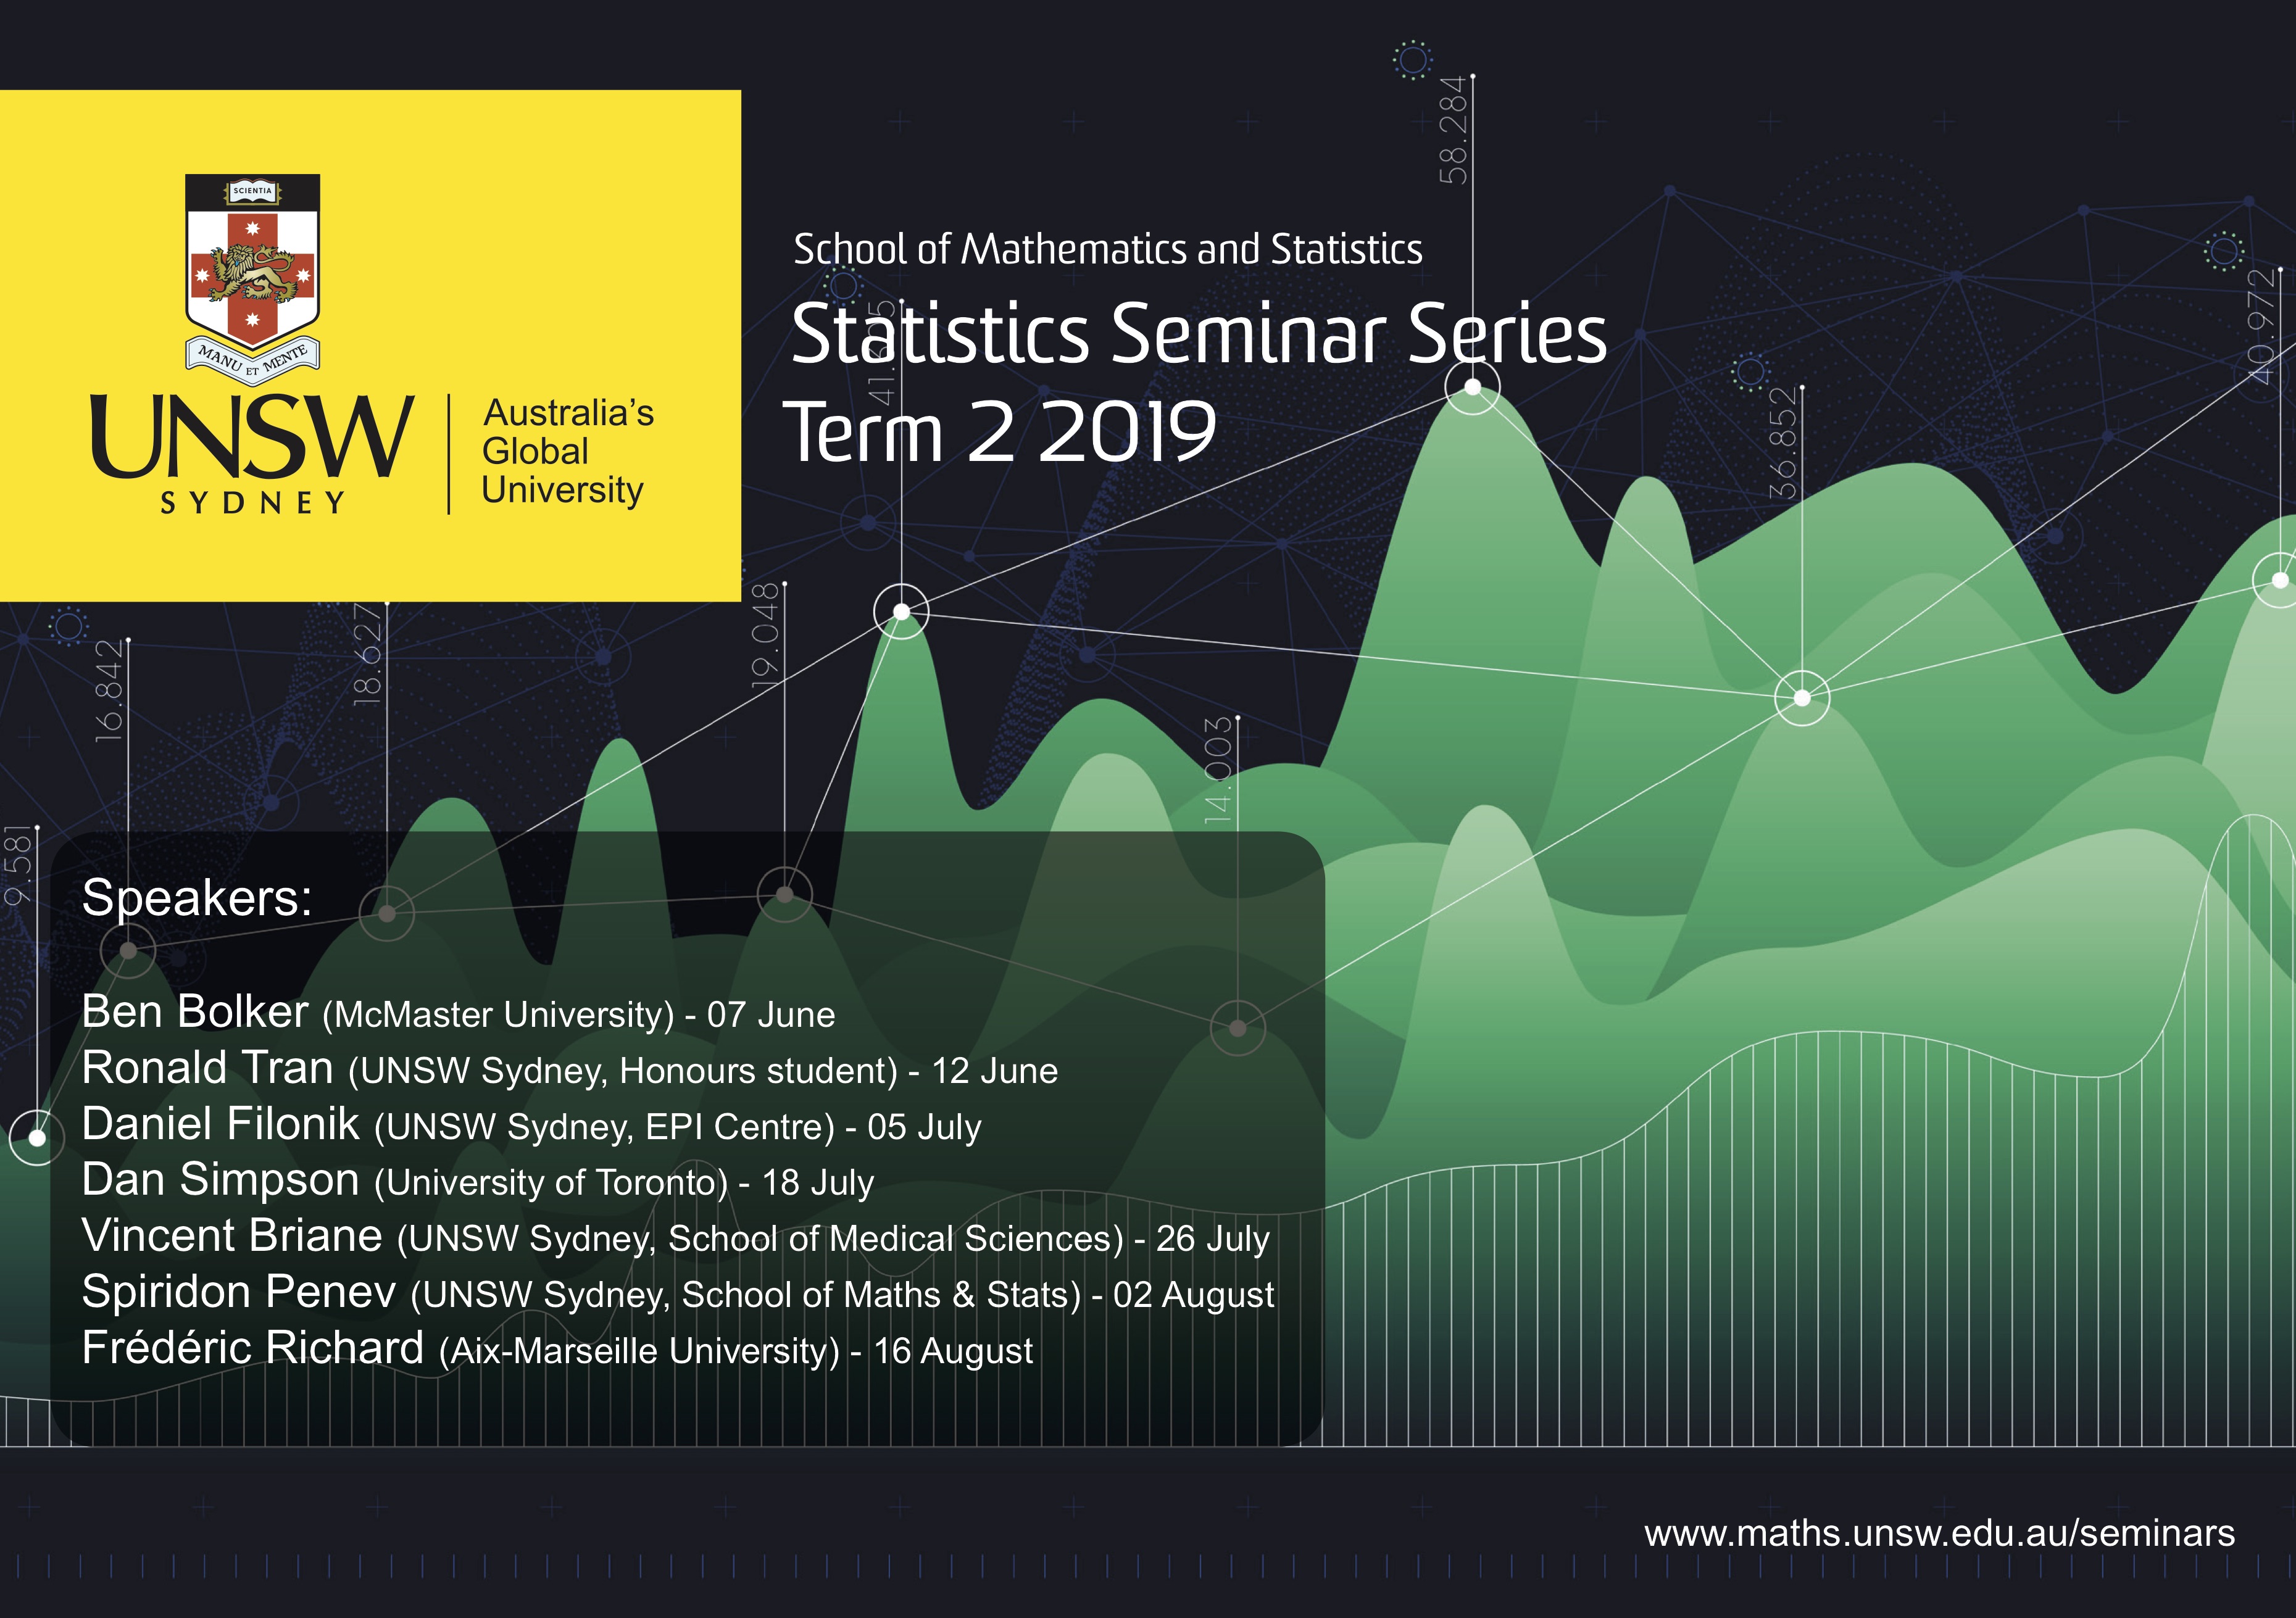 SCIENTIA
MANU ET MENTE
UNSW
SYDNEY
Australia's
Global
University
School of Mathematics and Statistics
Statistics Seminar Series
Term 2 2019
58.284
40.972
36.852
19.048
18.627
16.842
14.003
9.581
Speakers:
Ben Bolker (McMaster University) - 07 June
Ronald Tran (UNSW Sydney, Honours student) - 12 June
Daniel Filonik (UNSW Sydney, EPI Centre) - 05 July
Dan Simpson (University of Toronto) - 18 July
Vincent Briane (UNSW Sydney, School of Medical Sciences) - 26 July
Spiridon Penev (UNSW Sydney, School of Maths & Stats) - 02 August
Frédéric Richard (Aix-Marseille University) - 16 August
www.maths.unsw.edu.au/seminars